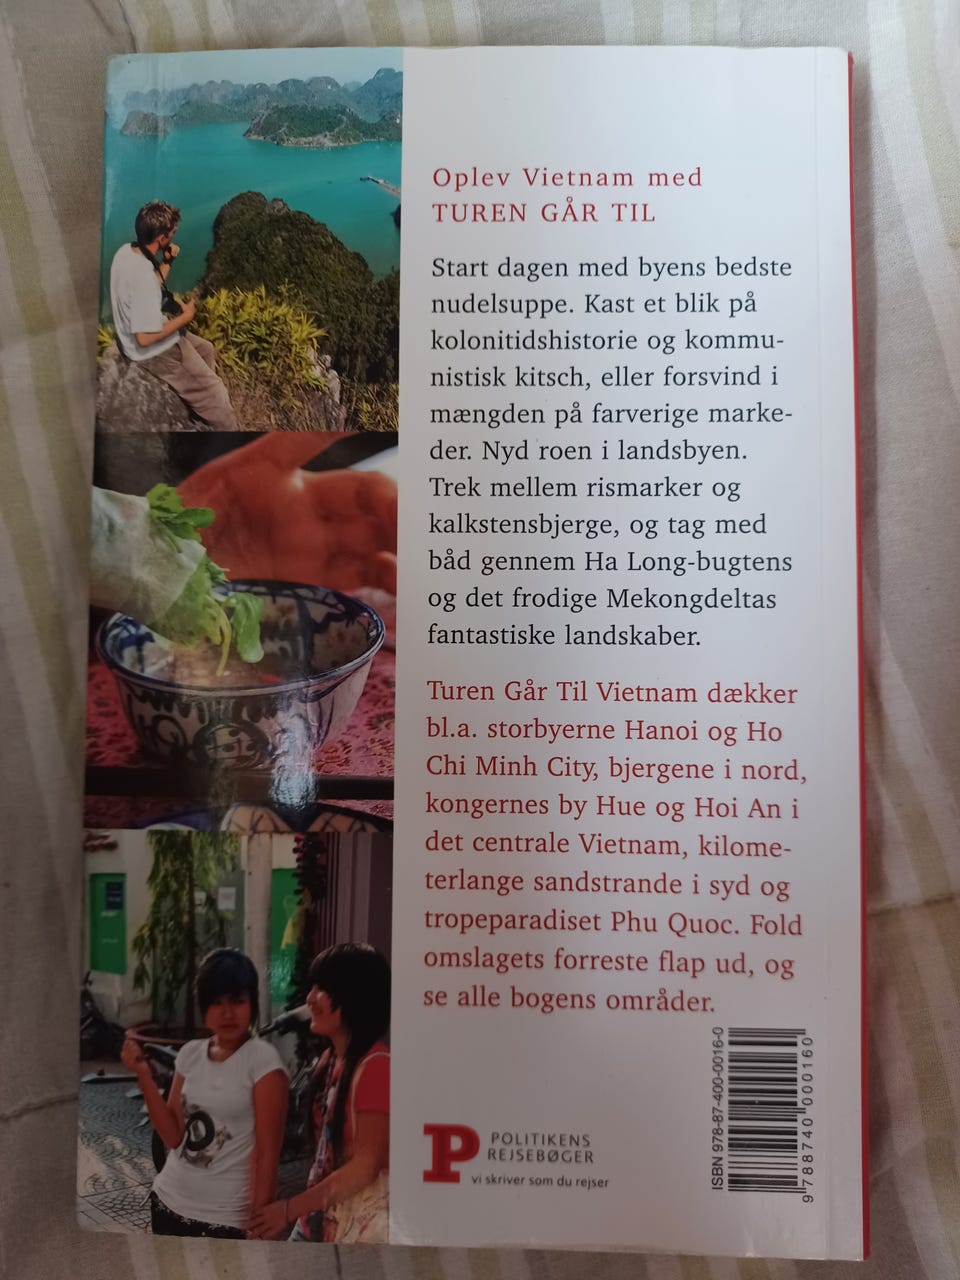 Oplev Vietnam med
TUREN GÅR TIL
Start dagen med byens bedste
nudelsuppe. Kast et blik på
kolonitidshistorie og kommu-
nistisk kitsch, eller forsvind i
mængden på farverige marke-
der. Nyd roen i landsbyen.
Trek mellem rismarker og
kalkstensbjerge, og tag med
båd gennem Ha Long-bugtens
og det frodige Mekongdeltas
fantastiske landskaber.
Turen Går Til Vietnam dækker
bl.a. storbyerne Hanoi og Ho
Chi Minh City, bjergene i nord,
kongernes by Hue og Hoi An i
det centrale Vietnam, kilome-
terlange sandstrande i syd og
tropeparadiset Phu Quoc. Fold
omslagets forreste flap ud, og
se alle bogens områder.
P
POLITIKENS
REJSEBØGER
vi skriver som du rejser
ISBN 978-87-400-0016-0
9788740000160